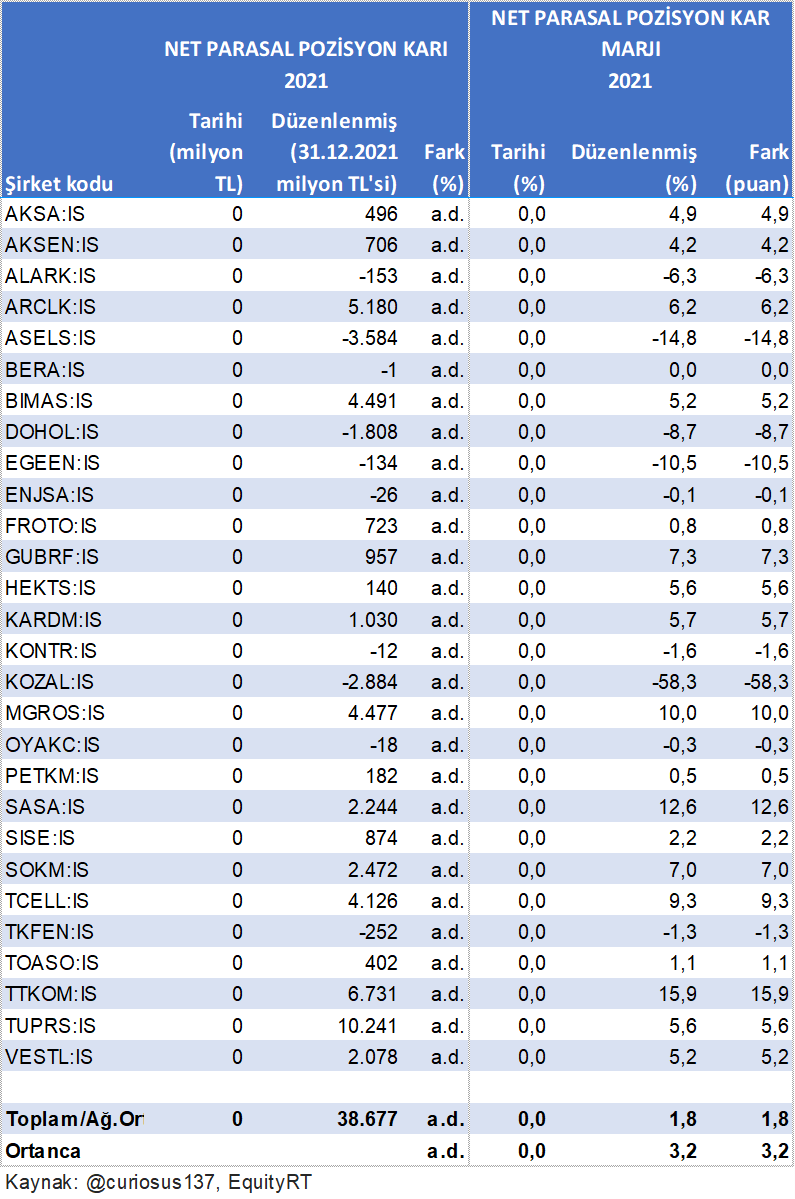 NET PARASAL POZİSYON KARI 2021
NET PARASAL POZİSYON KAR MARJI 2021
Şirket kodu Tarihi (milyon TL) Düzenlenmiş (31.12.2021 milyon TL'si) Fark (%) Tarihi (%) Düzenlenmiş (%) Fark (puan)
AKSA:IS 0 496 a.d. 0,0 4,9 4,9
AKSEN:IS 0 706 a.d. 0,0 4,2 4,2
ALARK:IS 0 -153 a.d. 0,0 -6,3 -6,3
ARCLK:IS 0 5.180 a.d. 0,0 6,2 6,2
ASELS:IS 0 -3.584 a.d. 0,0 -14,8 -14,8
BERA:IS 0 -1 a.d. 0,0 0,0 0,0
BIMAS:IS 0 4.491 a.d. 0,0 5,2 5,2
DOHOL:IS 0 -1.808 a.d. 0,0 -8,7 -8,7
EGEEN:IS 0 -134 a.d. 0,0 -10,5 -10,5
ENJSA:IS 0 -26 a.d. 0,0 -0,1 -0,1
FROTO:IS 0 723 a.d. 0,0 0,8 0,8
GUBRF:IS 0 957 a.d. 0,0 7,3 7,3
HEKTS:IS 0 140 a.d. 0,0 5,6 5,6
KARDM:IS 0 1.030 a.d. 0,0 5,7 5,7
KONTR:IS 0 -12 a.d. 0,0 -1,6 -1,6
KOZAL:IS 0 -2.884 a.d. 0,0 -58,3 -58,3
MGROS:IS 0 4.477 a.d. 0,0 10,0 10,0
OYAKC:IS 0 -18 a.d. 0,0 -0,3 -0,3
PETKM:IS 0 182 a.d. 0,0 0,5 0,5
SASA:IS 0 2.244 a.d. 0,0 12,6 12,6
SISE:IS 0 874 a.d. 0,0 2,2 2,2
SOKM:IS 0 2.472 a.d. 0,0 7,0 7,0
TCELL:IS 0 4.126 a.d. 0,0 9,3 9,3
TKFEN:IS 0 -252 a.d. 0,0 -1,3 -1,3
TOASO:IS 0 402 a.d. 0,0 1,1 1,1
TTKOM:IS 0 6.731 a.d. 0,0 15,9 15,9
TUPRS:IS 0 10.241 a.d. 0,0 5,6 5,6
VESTL:IS 0 2.078 a.d. 0,0 5,2 5,2
Toplam/Ağ.Ort 0 38.677 a.d. 0,0 1,8 1,8
Ortanca a.d. 0,0 3,2 3,2
Kaynak: @curiosus137, EquityRT